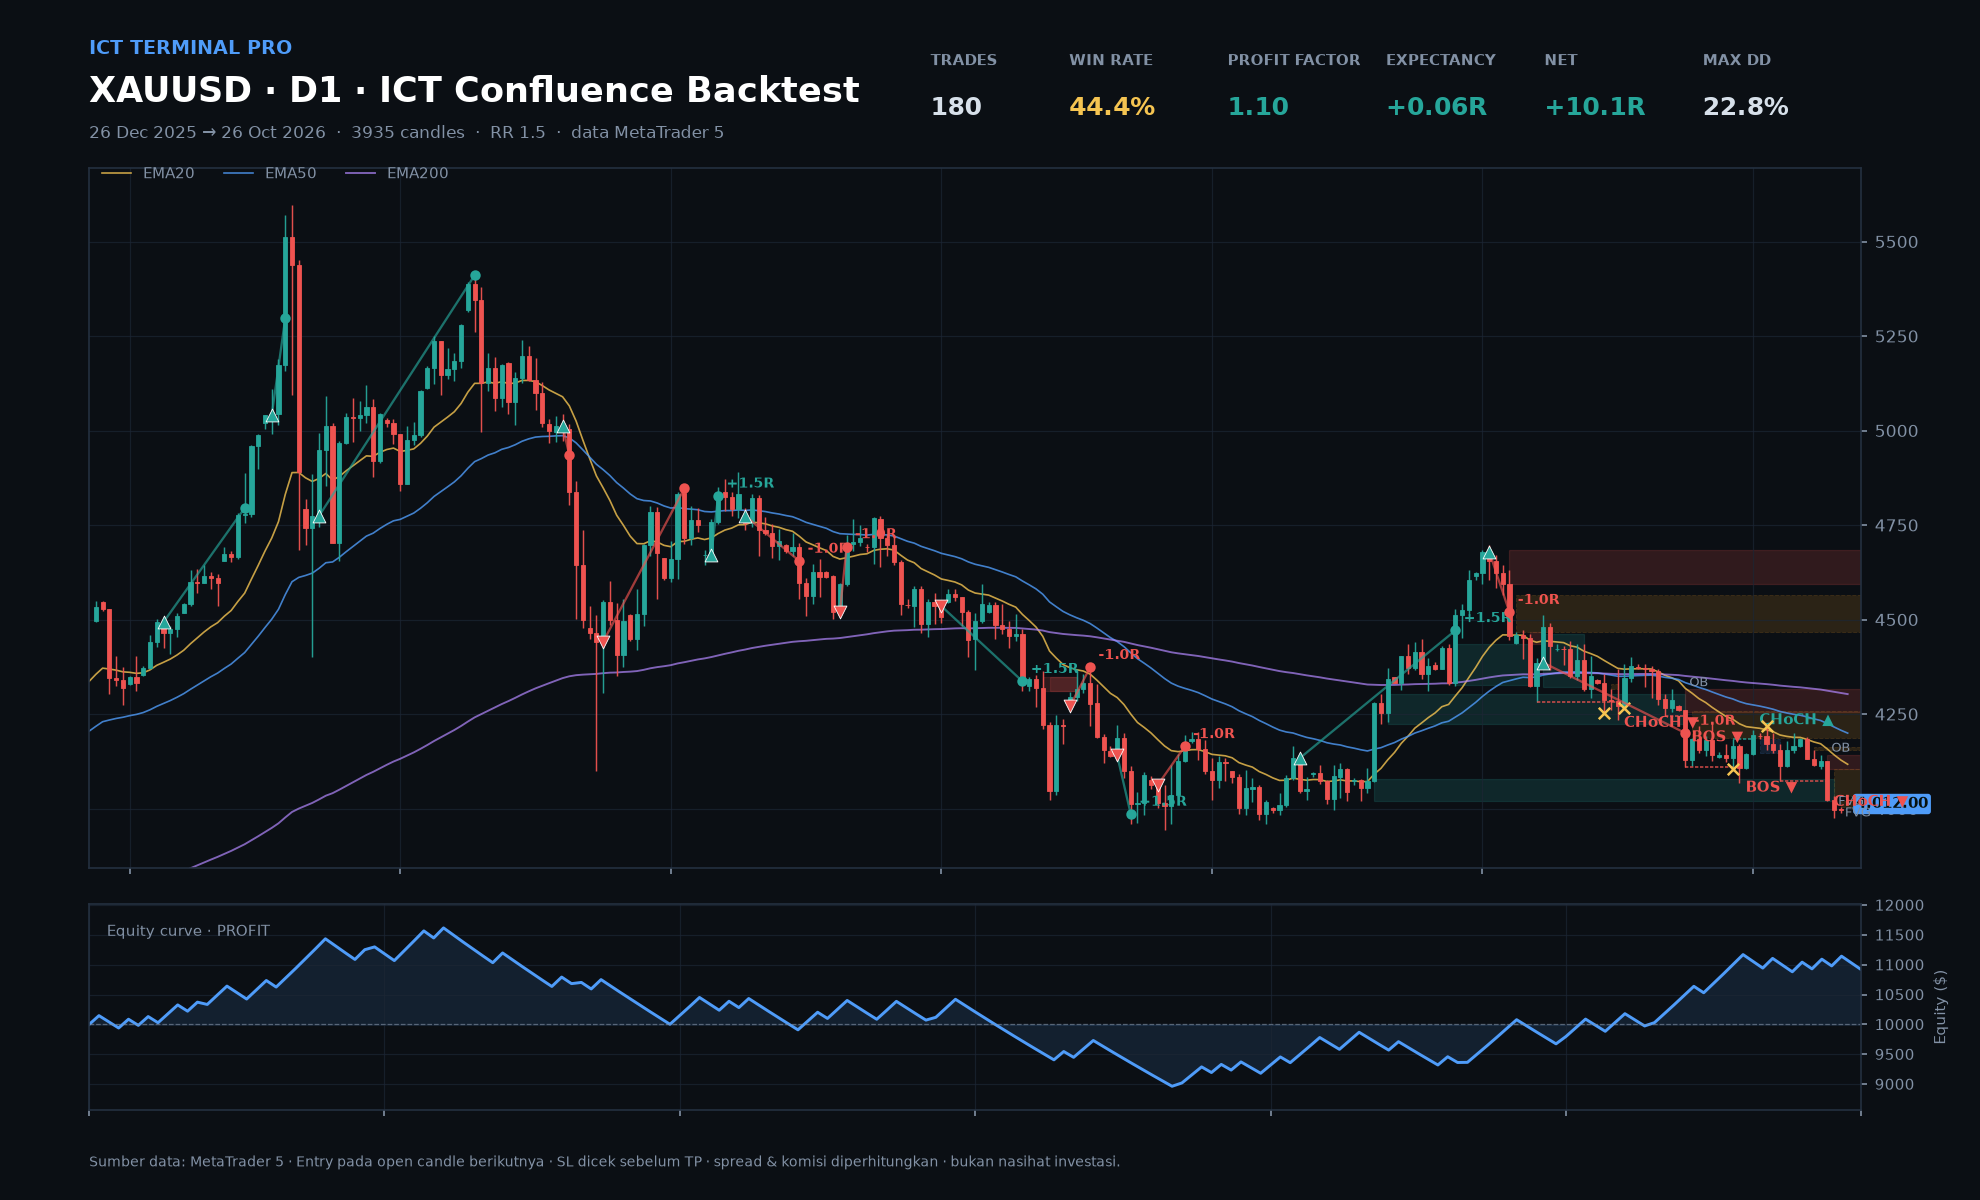 ICT TERMINAL PRO
XAUUSD · D1 · ICT Confluence Backtest
26 Dec 2025 → 26 Oct 2026 · 3935 candles · RR 1.5 · data MetaTrader 5
TRADES
180
WIN RATE
44.4%
PROFIT FACTOR
1.10
EXPECTANCY
+0.06R
NET
+10.1R
MAX DD
22.8%
EMA20 EMA50 EMA200
5500
5250
5000
4750
4500
4250
+1.5R
-1.0R
-1.0R
+1.5R
-1.0R
-1.0R
+1.5R
+1.5R
-1.0R
OB
CHoCH ▼
-1.0R
CHoCH ▲
BOS ▼
OB
BOS ▼
Equity curve · PROFIT
12000
11500
11000
10500
10000
9500
9000
Equity ($)
Sumber data: MetaTrader 5 · Entry pada open candle berikutnya · SL dicek sebelum TP · spread & komisi diperhitungkan · bukan nasihat investasi.